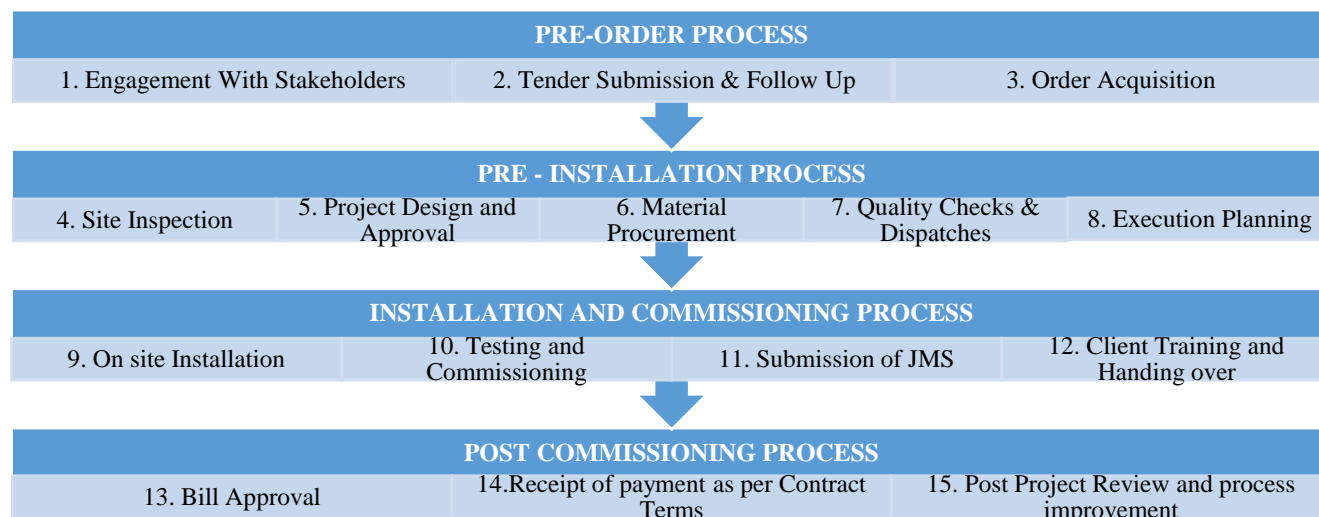 PRE-ORDER PROCESS
1. Engagement With Stakeholders
2. Tender Submission & Follow Up
3. Order Acquisition
PRE - INSTALLATION PROCESS
4. Site Inspection
5. Project Design and
Approval
6. Material
Procurement
7. Quality Checks &
Dispatches
8. Execution Planning
INSTALLATION AND COMMISSIONING PROCESS
9. On site Installation
10. Testing and
Commissioning
11. Submission of JMS
12. Client Training and
Handing over
POST COMMISSIONING PROCESS
13. Bill Approval
14.Receipt of payment as per Contract
Terms
15. Post Project Review and process
improvement